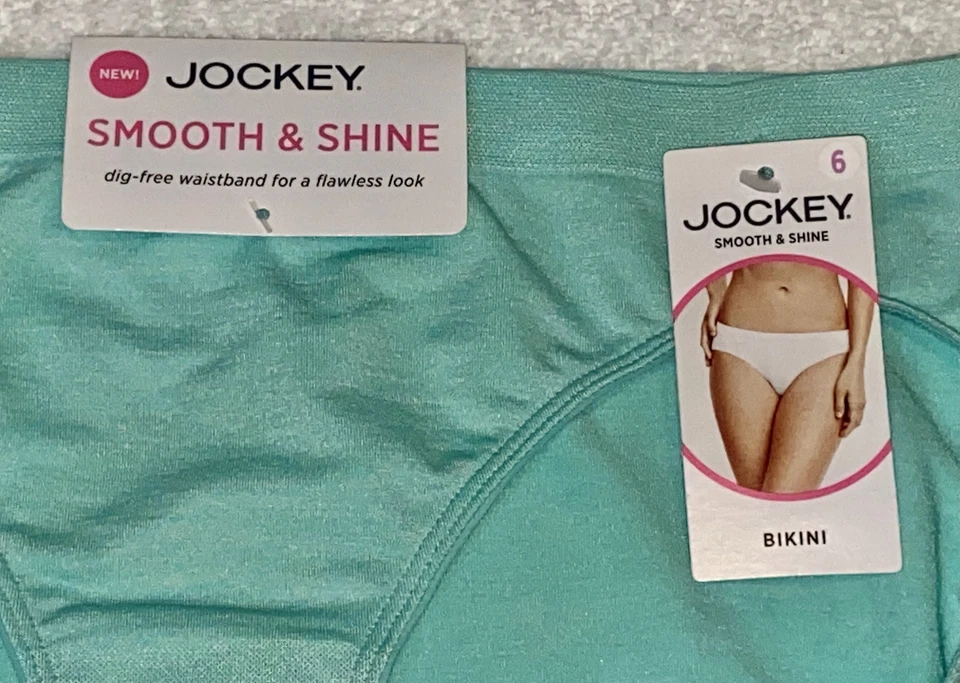 NEW!
JOCKEY.
SMOOTH & SHINE
dig-free waistband for a flawless look
6
JOCKEY.
SMOOTH & SHINE
BIKINI